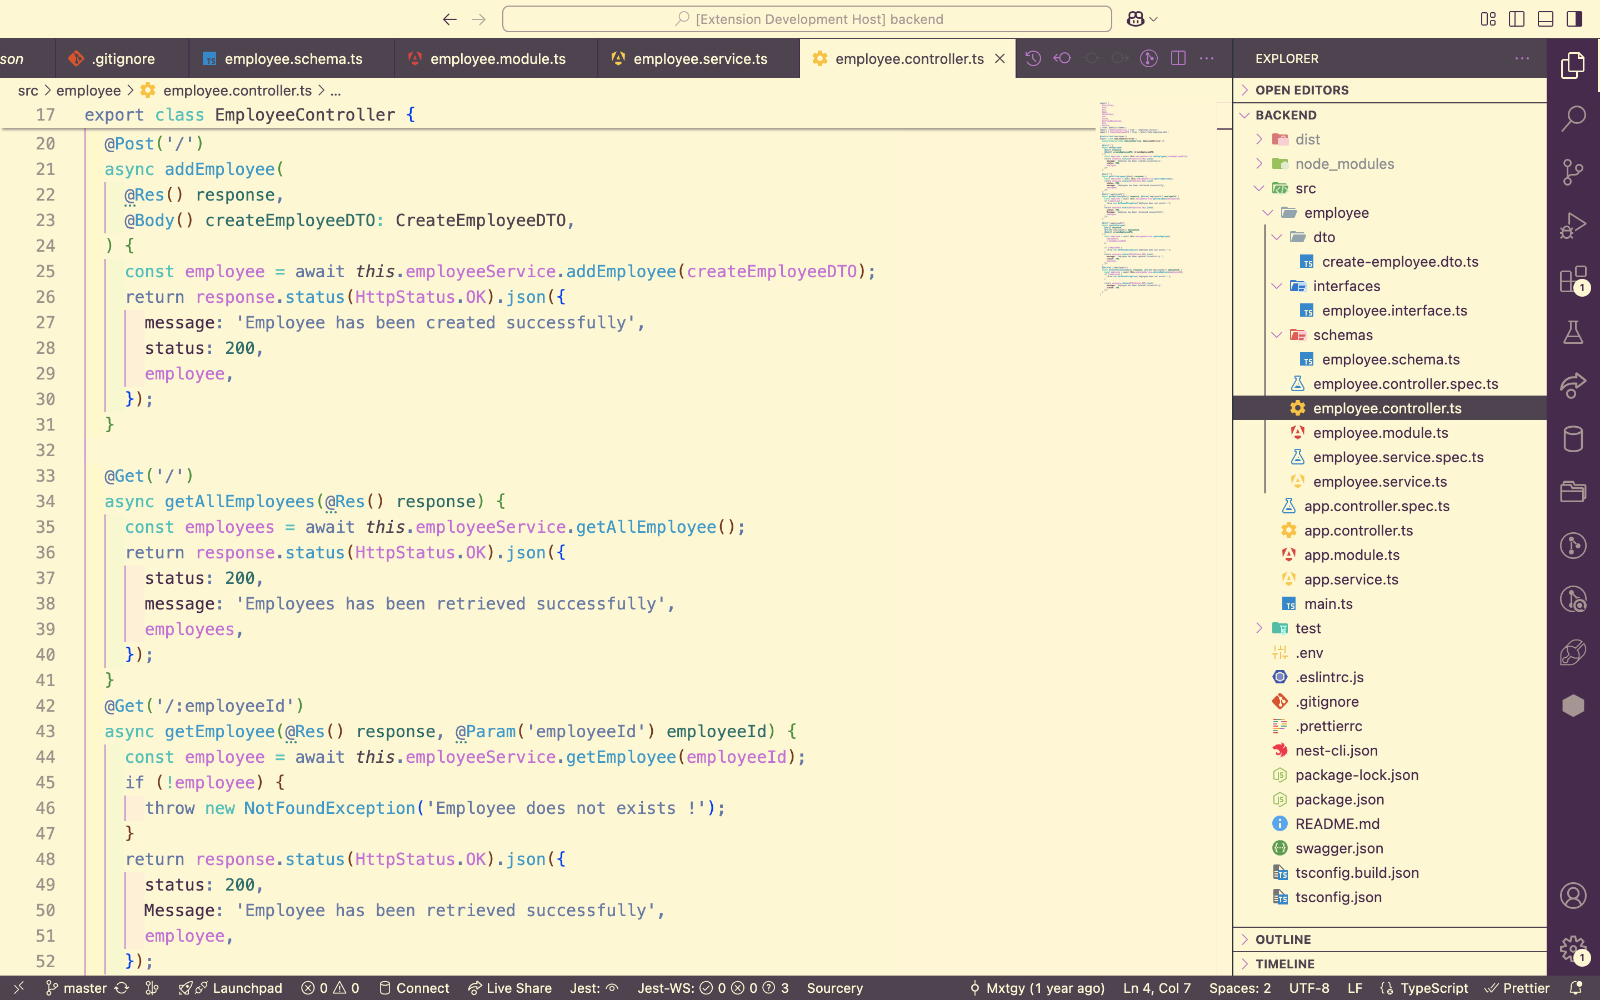 [Extension Development Host] backend
son
.gitignore
employee.schema.ts
employee.module.ts
employee.service.ts
employee.controller.ts
src > employee > employee.controller.ts > ...
17 export class EmployeeController {
20 @Post('/')
21 async addEmployee(
22 @Res() response,
23 @Body() createEmployeeDTO: CreateEmployeeDTO,
24 ) {
25 const employee = await this.employeeService.addEmployee(createEmployeeDTO);
26 return response.status(HttpStatus.OK).json({
27 message: 'Employee has been created successfully',
28 status: 200,
29 employee,
30 });
31 }
32
33 @Get('/')
34 async getAllEmployees(@Res() response) {
35 const employees = await this.employeeService.getAllEmployee();
36 return response.status(HttpStatus.OK).json({
37 status: 200,
38 message: 'Employees has been retrieved successfully',
39 employees,
40 });
41 }
42 @Get('/:employeeId')
43 async getEmployee(@Res() response, @Param('employeeId') employeeId) {
44 const employee = await this.employeeService.getEmployee(employeeId);
45 if (!employee) {
46 throw new NotFoundException('Employee does not exists !');
47 }
48 return response.status(HttpStatus.OK).json({
49 status: 200,
50 Message: 'Employee has been retrieved successfully',
51 employee,
52 });
EXPLORER
OPEN EDITORS
BACKEND
dist
node_modules
src
employee
dto
create-employee.dto.ts
interfaces
employee.interface.ts
schemas
employee.schema.ts
employee.controller.spec.ts
employee.controller.ts
employee.module.ts
employee.service.spec.ts
employee.service.ts
app.controller.spec.ts
app.controller.ts
app.module.ts
app.service.ts
main.ts
test
.env
.eslintrc.js
.gitignore
.prettierrc
nest-cli.json
package-lock.json
package.json
README.md
swagger.json
tsconfig.build.json
tsconfig.json
OUTLINE
TIMELINE
1
1
master
Launchpad
0 0
Connect
Live Share
Jest:
Jest-WS: 0 0 3
Sourcery
Mxtgy (1 year ago)
Ln 4, Col 7
Spaces: 2
UTF-8
LF
TypeScript
Prettier